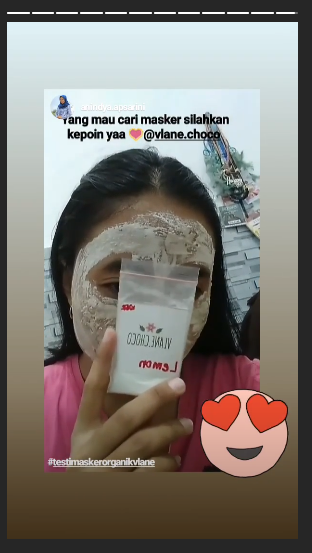 Yang mau cari masker silahkan
kepoin yaa 💖@vlane.choco
VLANE CHOCO
Lemon
#testimaskerorganikvlane